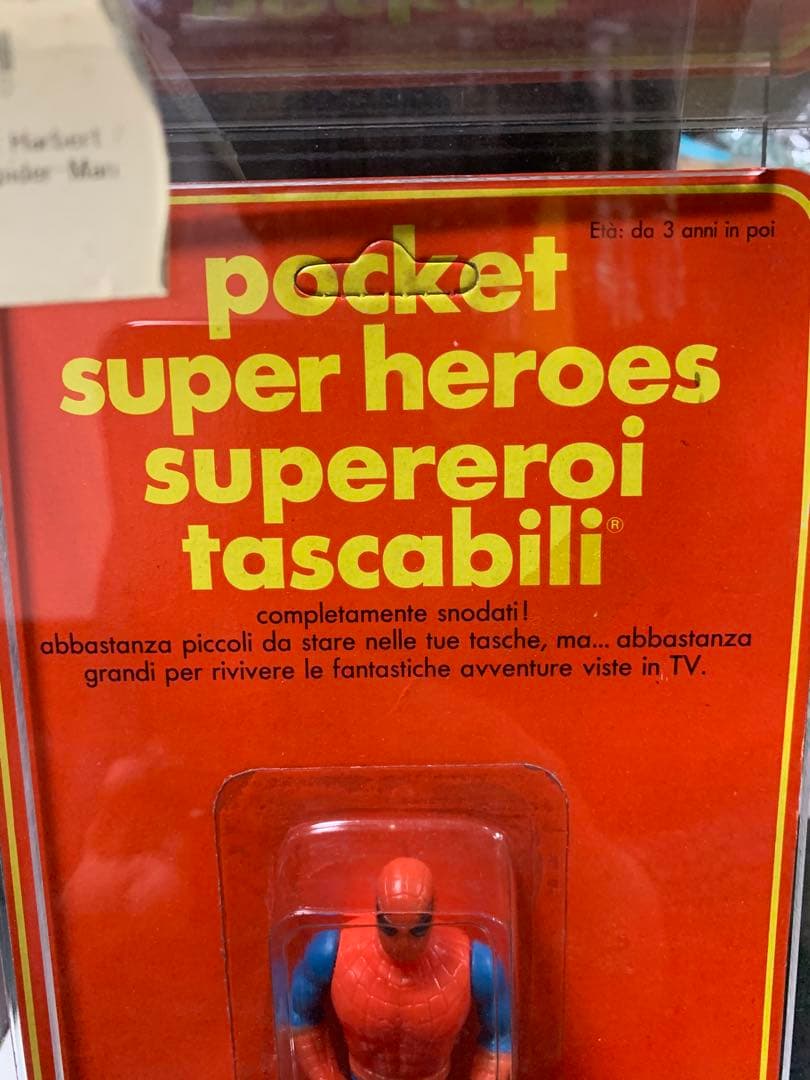 Harbert
Spider-Man
Età: da 3 anni in poi
pocket
super heroes
supereroi
tascabili®
completamente snodati!
abbastanza piccoli da stare nelle tue tasche, ma... abbastanza
grandi per rivivere le fantastiche avventure viste in TV.